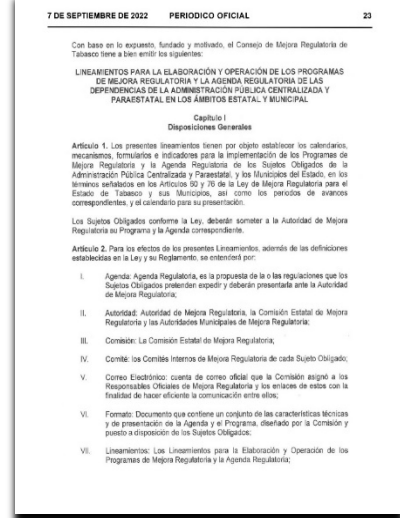 7 DE SEPTIEMBRE DE 2022 PERIODICO OFICIAL 23
Con base en lo expuesto, fundado y motivado, el Consejo de Mejora Regulatoria de
Tabasco tiene a bien emitir los siguientes:
LINEAMIENTOS PARA LA ELABORACIÓN Y OPERACIÓN DE LOS PROGRAMAS
DE MEJORA REGULATORIA Y LA AGENDA REGULATORIA DE LAS
DEPENDENCIAS DE LA ADMINISTRACIÓN PÚBLICA CENTRALIZADA Y
PARAESTATAL EN LOS ÁMBITOS ESTATAL Y MUNICIPAL
Capítulo I
Disposiciones Generales
Artículo 1. Los presentes lineamientos tienen por objeto establecer los calendarios,
mecanismos, formularios e indicadores para la implementación de los Programas de
Mejora Regulatoria y la Agenda Regulatoria de los Sujetos Obligados de la
Administración Pública Centralizada y Paraestatal, y los Municipios del Estado, en los
términos señalados en los Artículos 60 y 76 de la Ley de Mejora Regulatoria para el
Estado de Tabasco y sus Municipios, así como los periodos de avances
correspondientes, y el calendario para su presentación.
Los Sujetos Obligados conforme la Ley, deberán someter a la Autoridad de Mejora
Regulatoria su Programa y la Agenda correspondiente.
Artículo 2. Para los efectos de los presentes Lineamientos, además de las definiciones
establecidas en la Ley y su Reglamento, se entenderá por:
I. Agenda: Agenda Regulatoria, es la propuesta de la o las regulaciones que los
Sujetos Obligados pretenden expedir y deberán presentarla ante la Autoridad
de Mejora Regulatoria;
II. Autoridad: Autoridad de Mejora Regulatoria, la Comisión Estatal de Mejora
Regulatoria y las Autoridades Municipales de Mejora Regulatoria;
III. Comisión: La Comisión Estatal de Mejora Regulatoria;
IV. Comité: los Comités Internos de Mejora Regulatoria de cada Sujeto Obligado;
V. Correo Electrónico: cuenta de correo oficial que la Comisión asignó a los
Responsables Oficiales de Mejora Regulatoria y los enlaces de estos con la
finalidad de hacer eficiente la comunicación entre ellos;
VI. Formato: Documento que contiene un conjunto de las características técnicas
y de presentación de la Agenda y el Programa, diseñado por la Comisión y
puesto a disposición de los Sujetos Obligados;
VII. Lineamientos: Los Lineamientos para la Elaboración y Operación de los
Programas de Mejora Regulatoria y la Agenda Regulatoria;